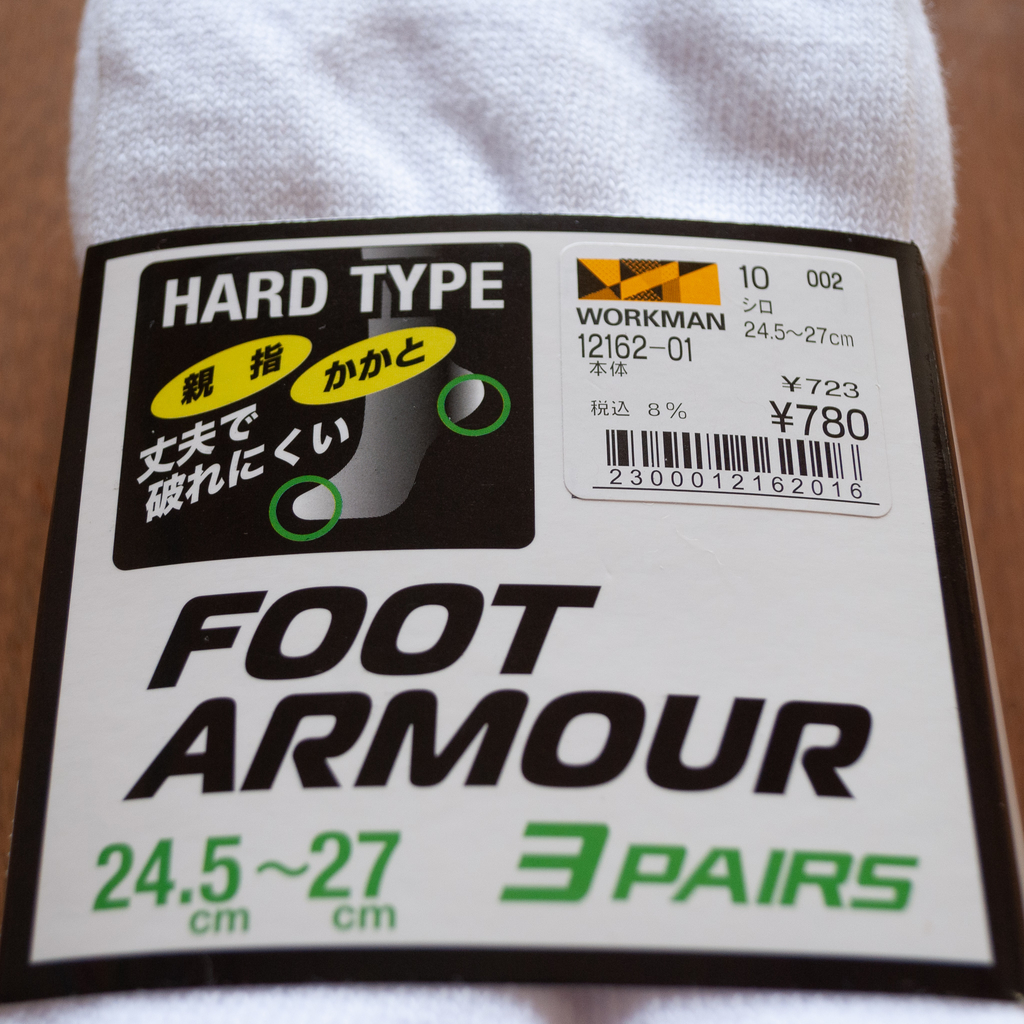 HARD TYPE
親指 かかと
丈夫で
破れにくい
WORKMAN
10 002
シロ
24.5～27cm
12162-01
本体
¥723
税込 8%
¥780
2300012162016
FOOT
ARMOUR
24.5cm～27cm
3 PAIRS